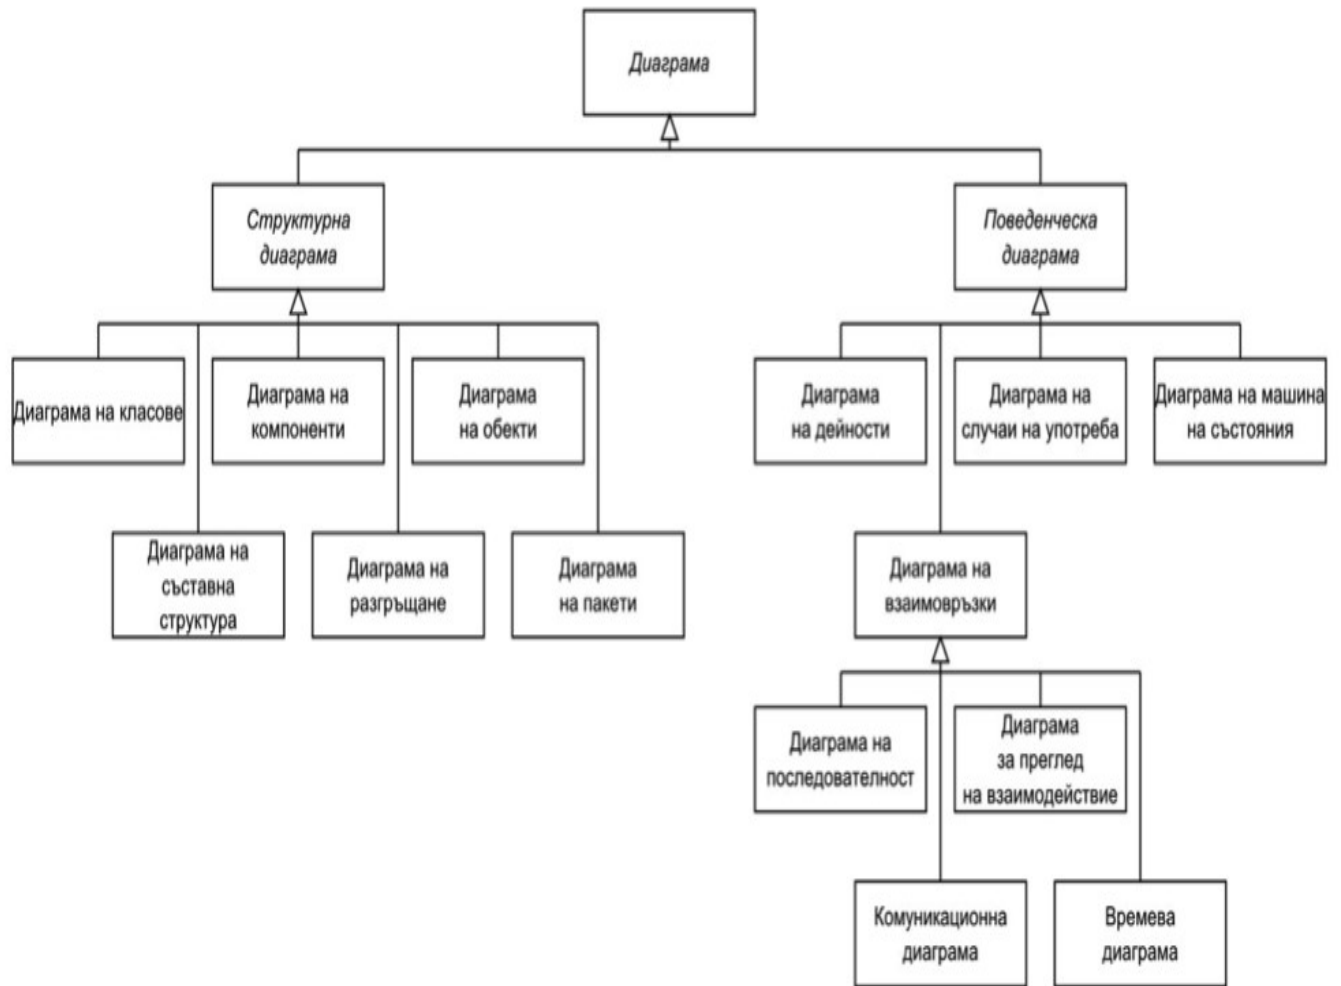 Диаграма
Структурна
диаграма
Поведенческа
диаграма
Диаграма на класове
Диаграма на
компоненти
Диаграма
на обекти
Диаграма
на дейности
Диаграма на
случаи на употреба
Диаграма на машина
на състояния
Диаграма на
съставна
структура
Диаграма на
разгръщане
Диаграма
на пакети
Диаграма на
взаимовръзки
Диаграма на
последователност
Диаграма
за преглед
на взаимодействие
Комуникационна
диаграма
Времева
диаграма